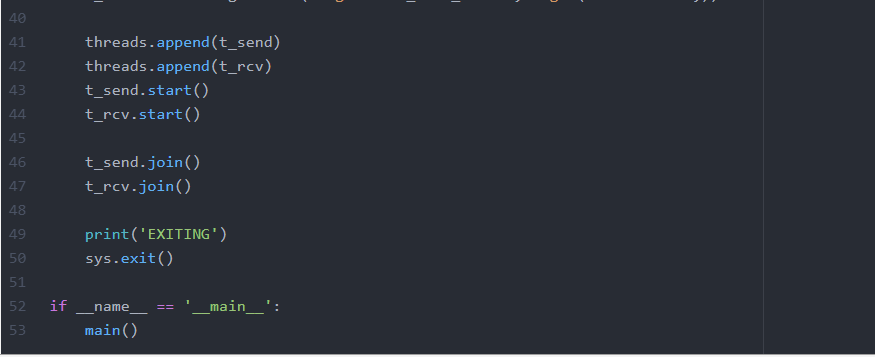 40
41 threads.append(t_send)
42 threads.append(t_rcv)
43 t_send.start()
44 t_rcv.start()
45
46 t_send.join()
47 t_rcv.join()
48
49 print('EXITING')
50 sys.exit()
51
52 if __name__ == '__main__':
53 main()